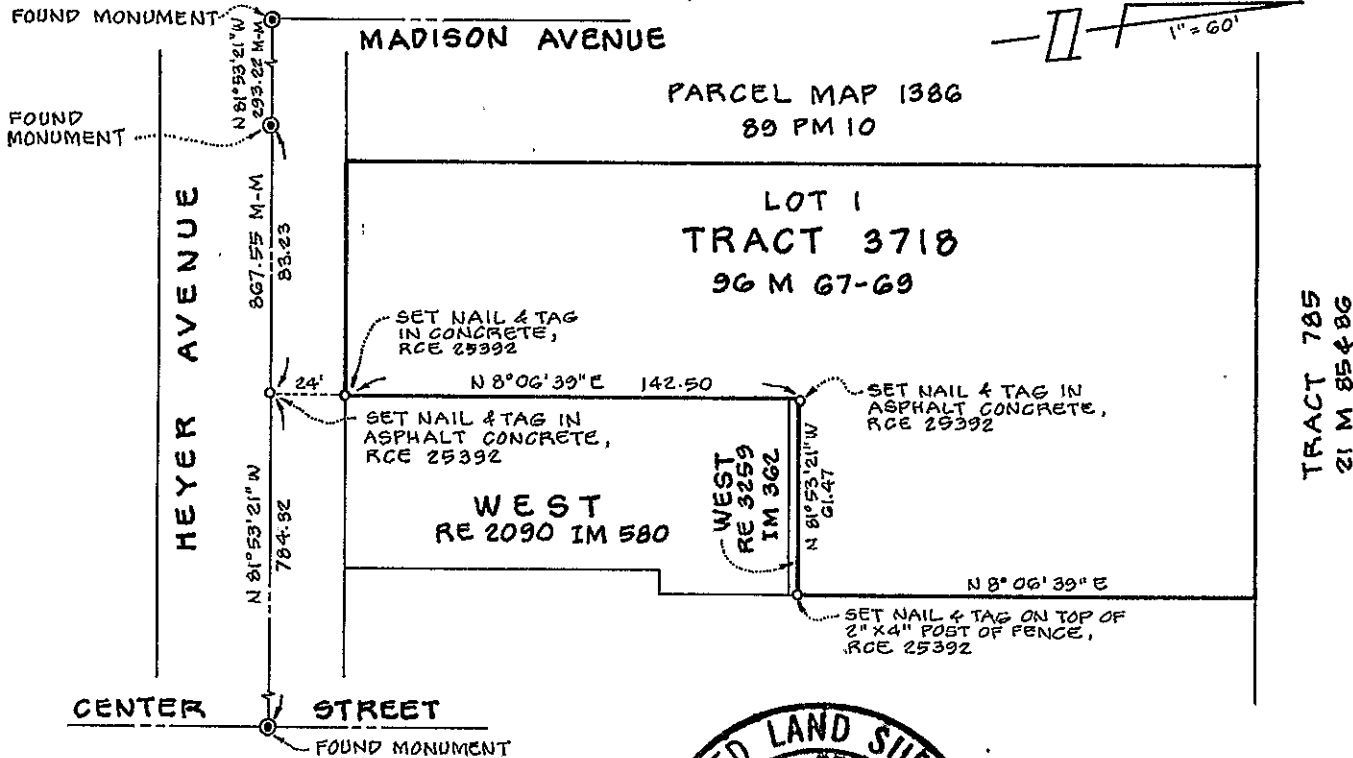 FOUND MONUMENT
MADISON AVENUE
1"=60'
N 81°53'21" W
293.22 M-M
PARCEL MAP 1386
89 PM 10
FOUND
MONUMENT
HEYER AVENUE
867.55 M-M
83.23
LOT 1
TRACT 3718
96 M 67-69
SET NAIL & TAG
IN CONCRETE,
RCE 25392
24'
N 8°06'39" E 142.50
SET NAIL & TAG IN
ASPHALT CONCRETE,
RCE 25392
SET NAIL & TAG IN
ASPHALT CONCRETE,
RCE 25392
TRACT 785
21 M 85 & 86
N 81°53'21" W
784.32
WEST
RE 2090 IM 580
WEST
RE 3259
IM 362
N 81°53'21" W
61.47
N 8°06'39" E
SET NAIL & TAG ON TOP OF
2"X4" POST OF FENCE,
RCE 25392
CENTER STREET
FOUND MONUMENT
LAND